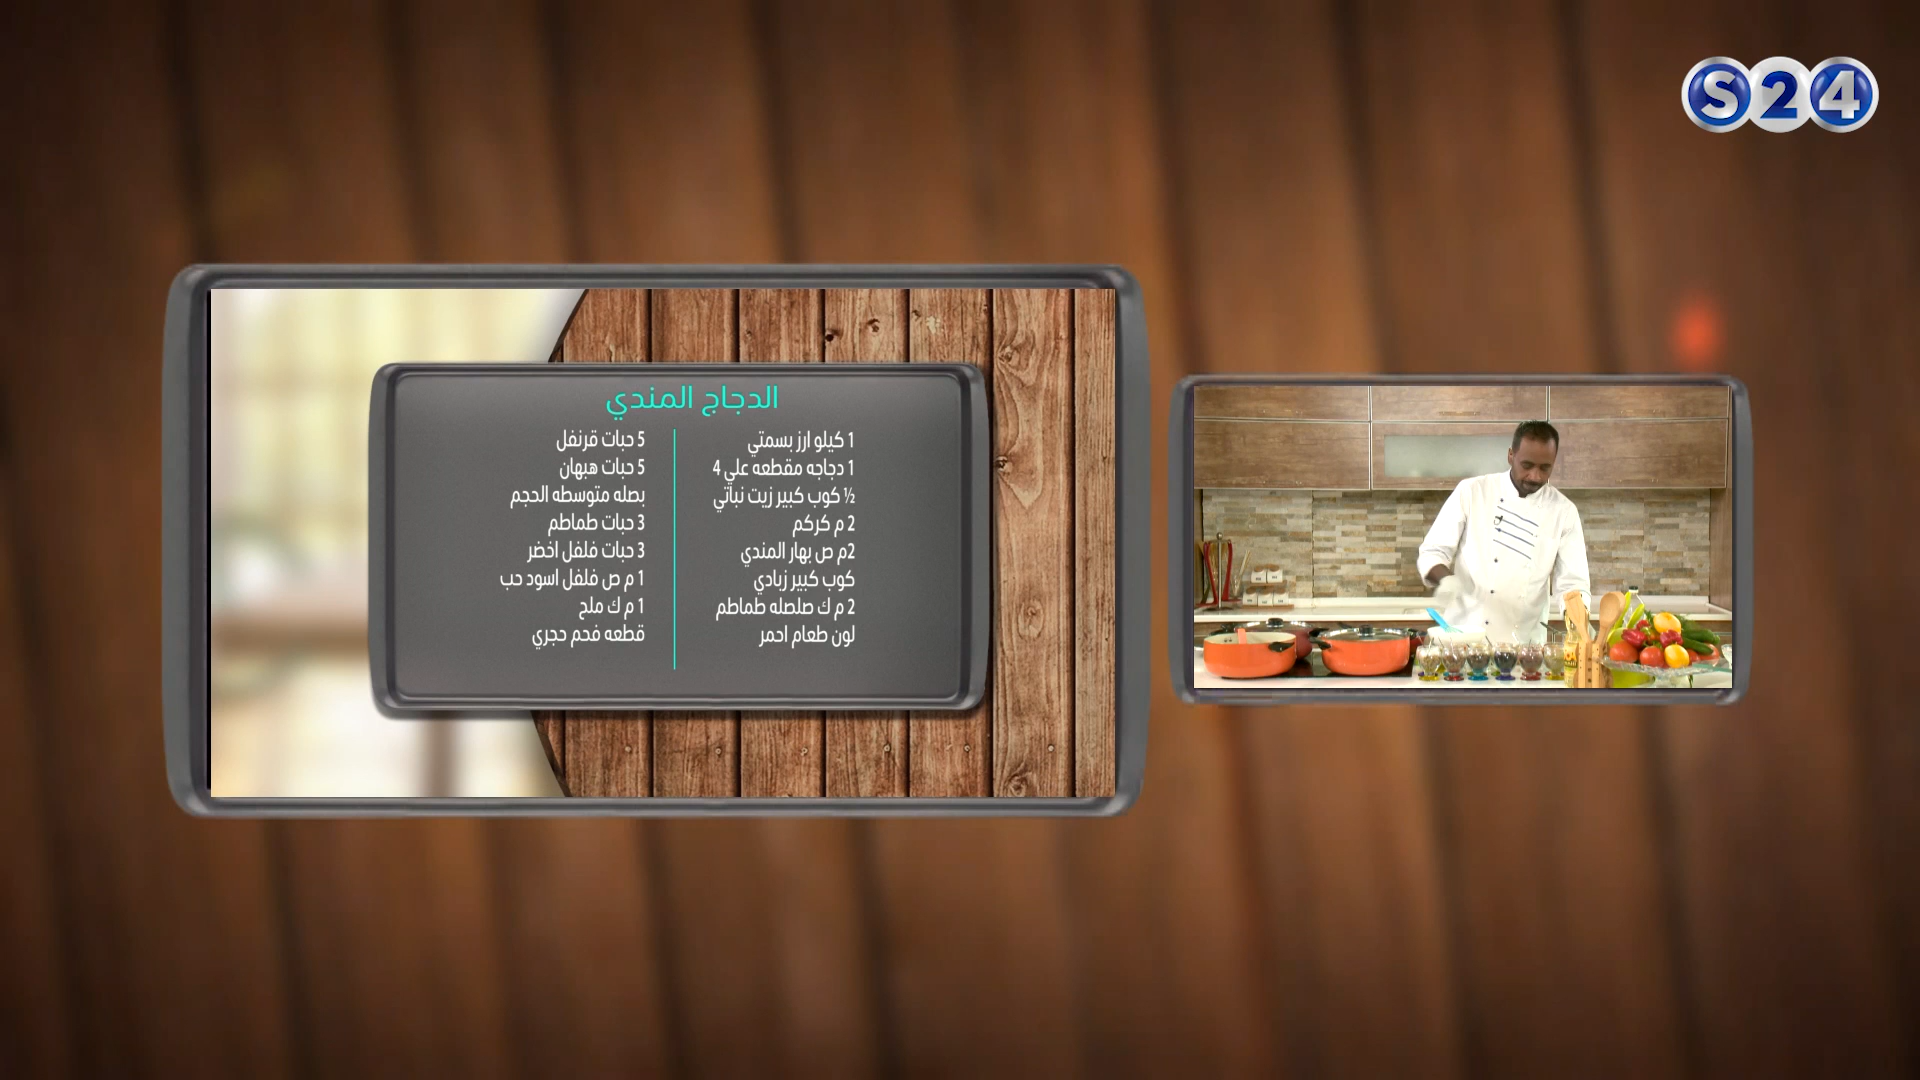 S24
الدجاج المندي
1 كيلو ارز بسمتي
1 دجاجه مقطعه علي 4
½ كوب كبير زيت نباتي
2 م كركم
2م ص بهار المندي
كوب كبير زبادي
2 م ك صلصله طماطم
لون طعام احمر
5 حبات قرنفل
5 حبات هبهان
بصله متوسطه الحجم
3 حبات طماطم
3 حبات فلفل اخضر
1 م ص فلفل اسود حب
1 م ك ملح
قطعه فحم حجري